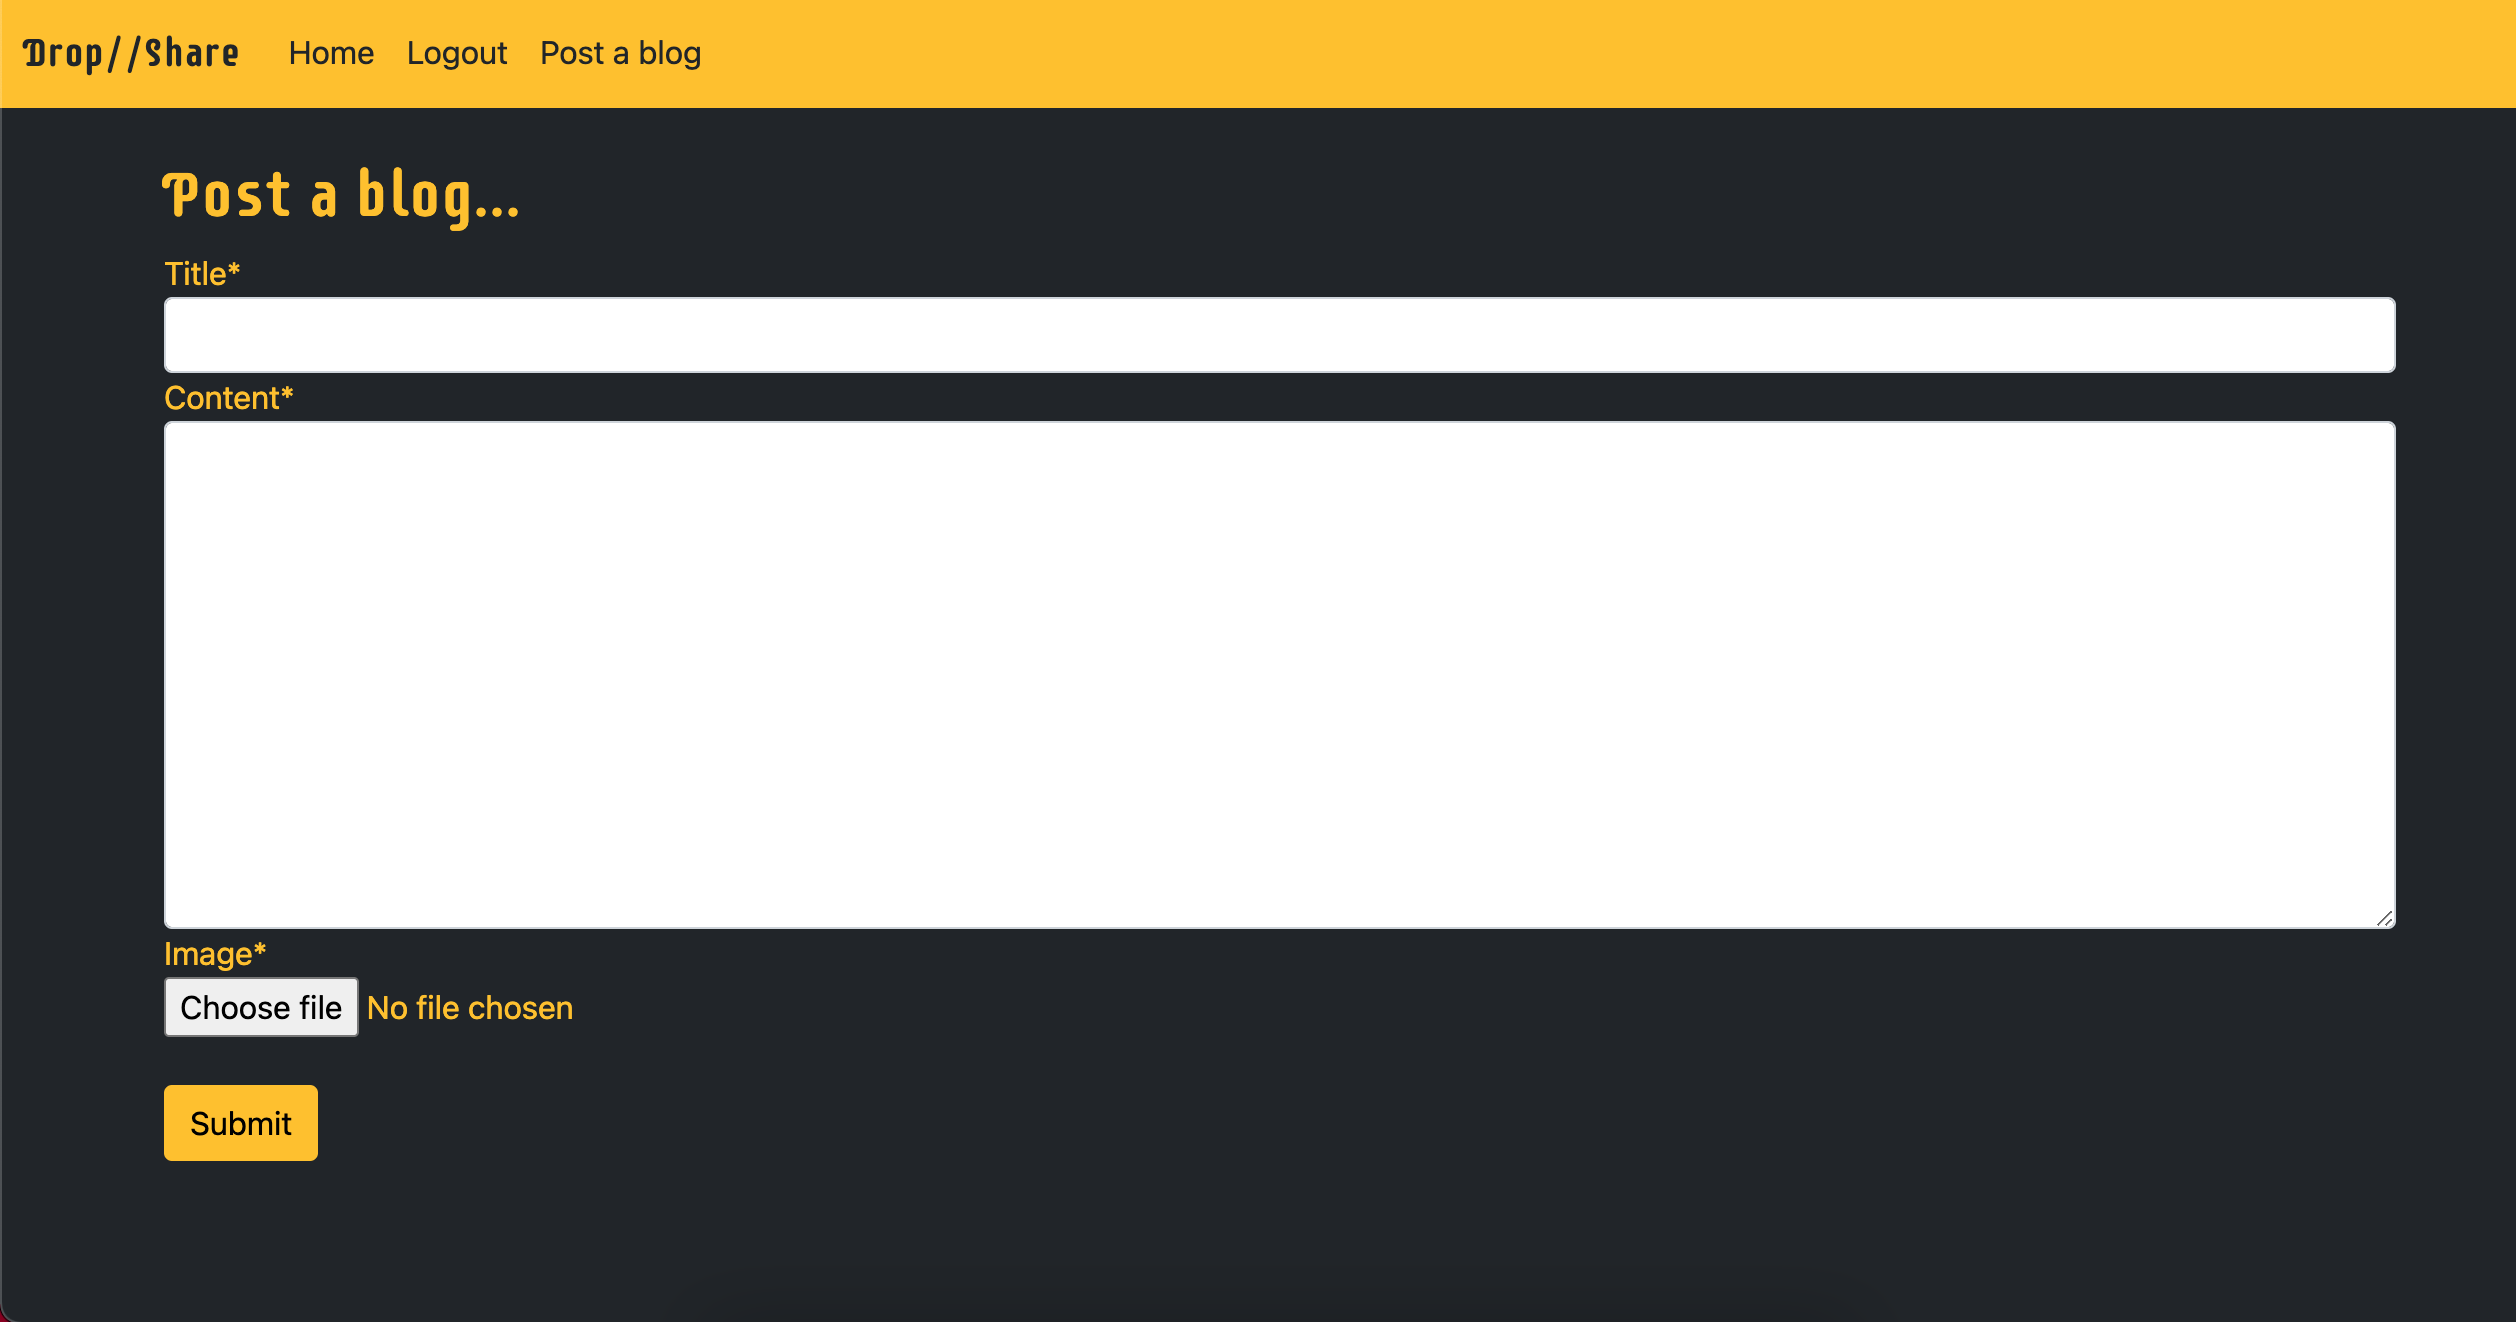 Drop//Share Home Logout Post a blog
Post a blog...
Title*
Content*
Image*
Choose file No file chosen
Submit